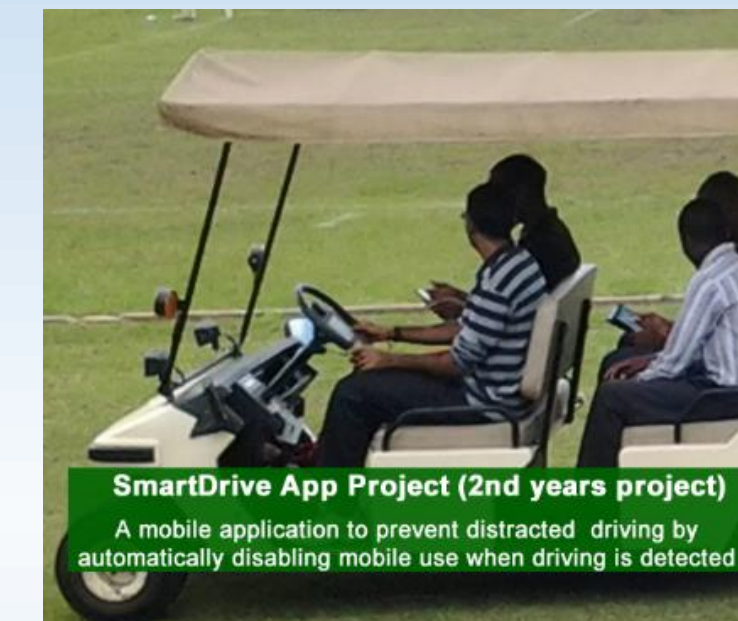 SmartDrive App Project (2nd years project)
A mobile application to prevent distracted driving by
automatically disabling mobile use when driving is detected